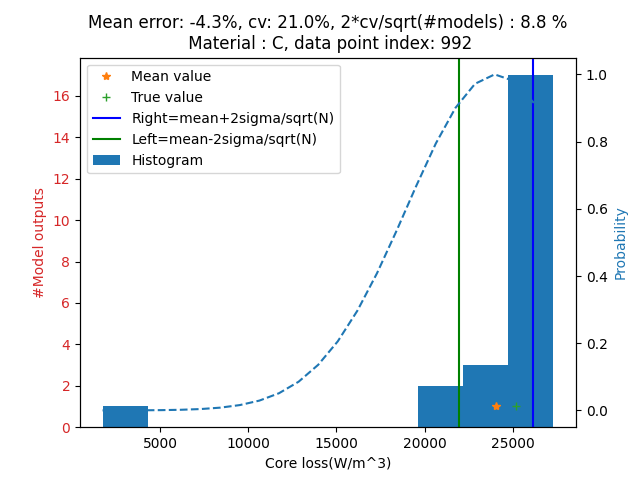 Mean error: -4.3%, cv: 21.0%, 2*cv/sqrt(#models) : 8.8 %
Material : C, data point index: 992
Mean value
True value
Right=mean+2sigma/sqrt(N)
Left=mean-2sigma/sqrt(N)
Histogram
#Model outputs
16
14
12
10
8
6
4
2
0
5000 10000 15000 20000 25000
Core loss(W/m^3)
1.0
0.8
0.6
0.4
0.2
0.0
Probability